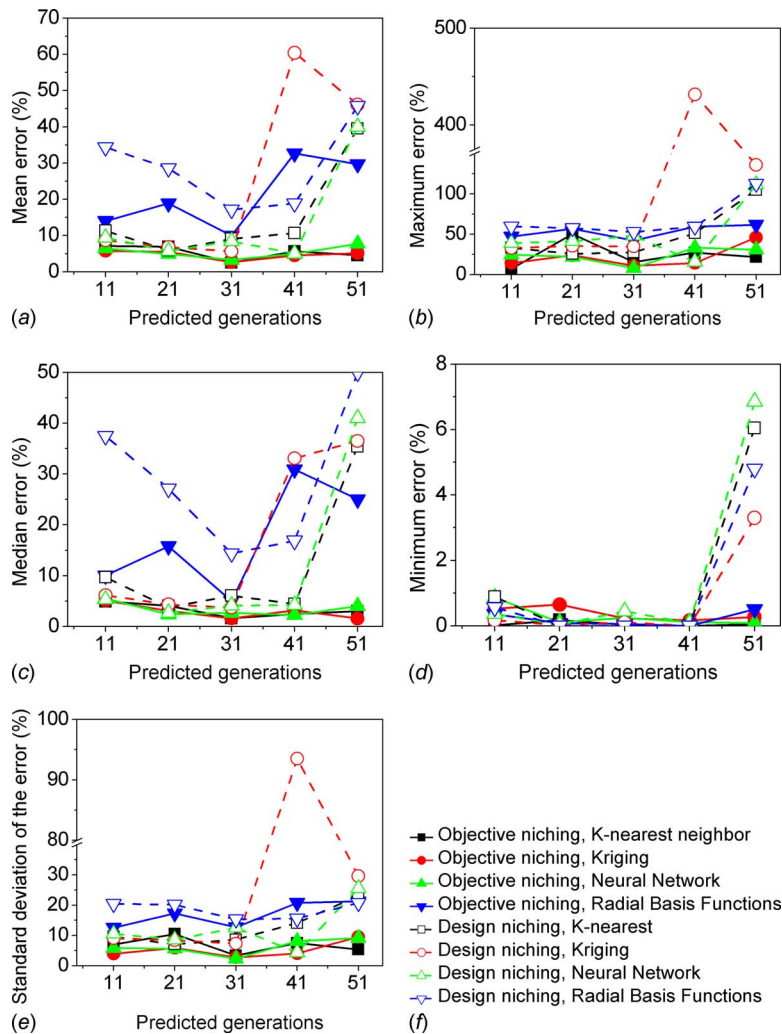 70
60
50
40
30
20
10
0
Mean error (%)
11 21 31 41 51
(a) Predicted generations
500
400
100
50
0
Maximum error (%)
11 21 31 41 51
(b) Predicted generations
50
40
30
20
10
0
Median error (%)
11 21 31 41 51
(c) Predicted generations
8
6
4
2
0
Minimum error (%)
11 21 31 41 51
(d) Predicted generations
100
90
80
30
20
10
0
Standard deviation of the error (%)
11 21 31 41 51
(e) Predicted generations
Objective niching, K-nearest neighbor
Objective niching, Kriging
Objective niching, Neural Network
Objective niching, Radial Basis Functions
Design niching, K-nearest
Design niching, Kriging
Design niching, Neural Network
Design niching, Radial Basis Functions
(f)